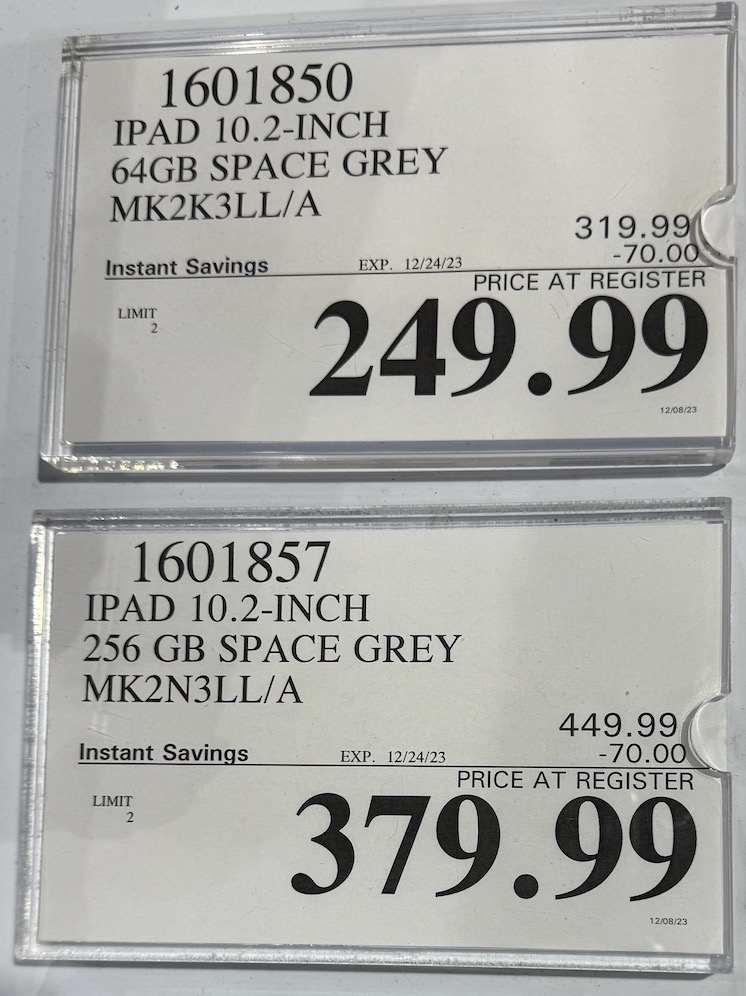 1601850
IPAD 10.2-INCH
64GB SPACE GREY
MK2K3LL/A
319.99
-70.00
Instant Savings EXP. 12/24/23
PRICE AT REGISTER
LIMIT
2
249.99
12/08/23
1601857
IPAD 10.2-INCH
256 GB SPACE GREY
MK2N3LL/A
449.99
-70.00
Instant Savings EXP. 12/24/23
PRICE AT REGISTER
LIMIT
2
379.99
12/08/23